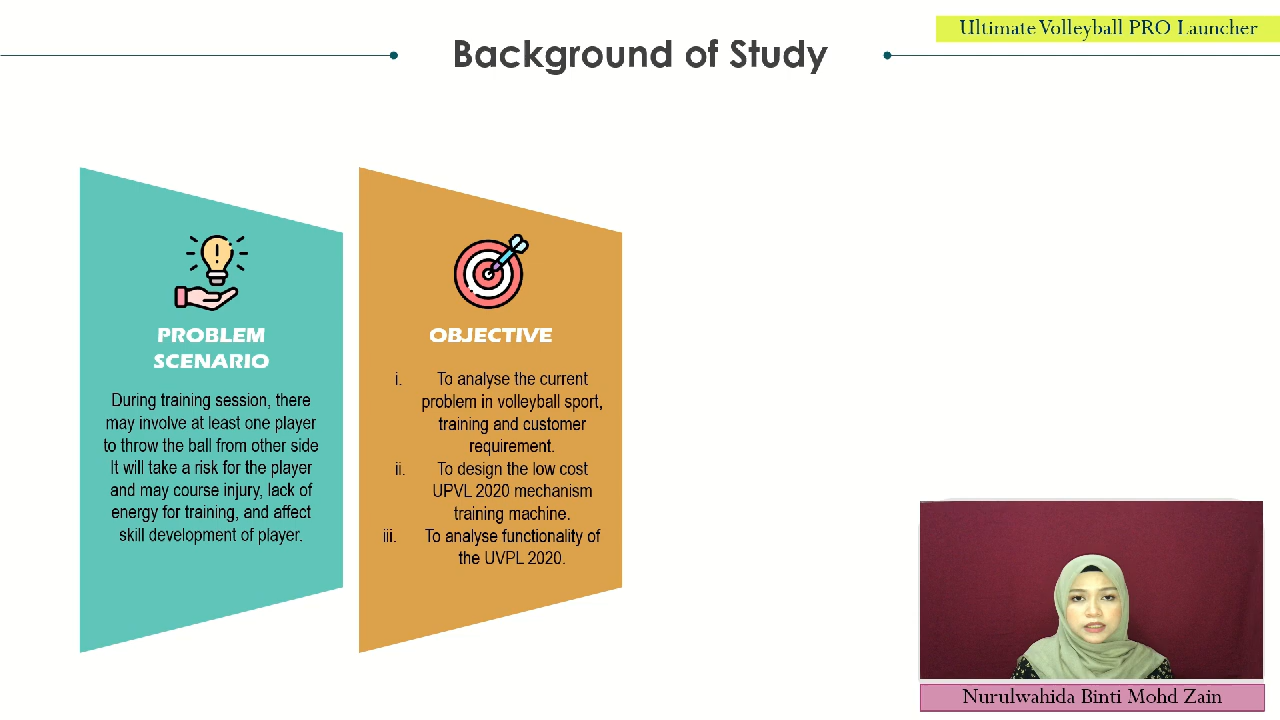 Ultimate Volleyball PRO Launcher
Background of Study
PROBLEM
SCENARIO
During training session, there
may involve at least one player
to throw the ball from other side
It will take a risk for the player
and may course injury, lack of
energy for training, and affect
skill development of player.
OBJECTIVE
i. To analyse the current
problem in volleyball sport,
training and customer
requirement.
ii. To design the low cost
UPVL 2020 mechanism
training machine.
iii. To analyse functionality of
the UVPL 2020.
Nurulwahida Binti Mohd Zain